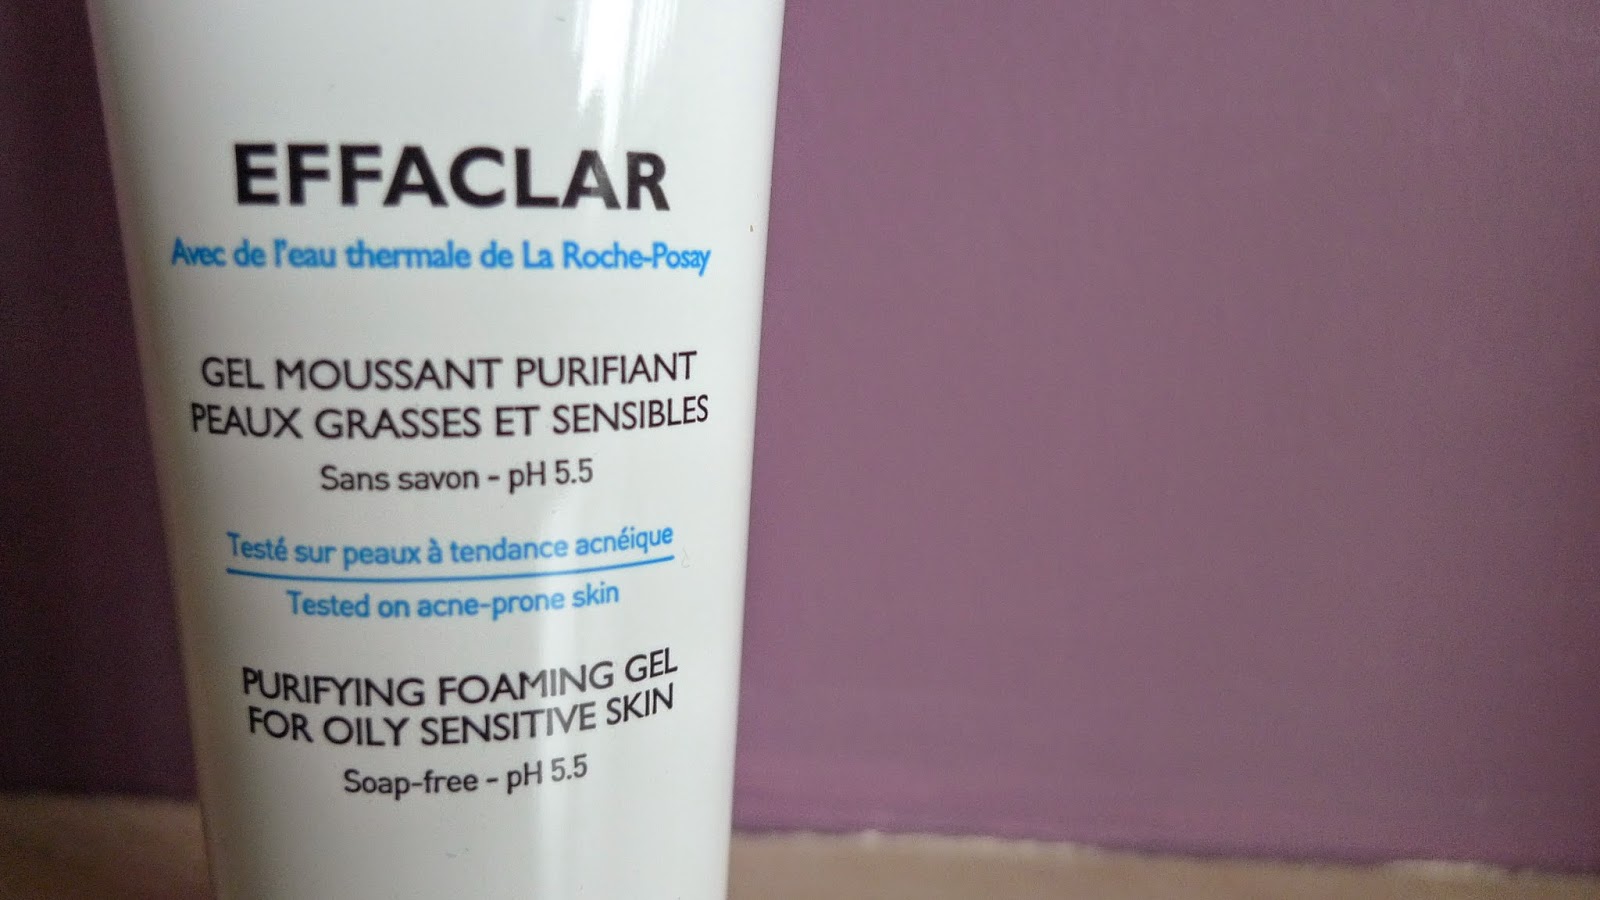 EFFACLAR
Avec de l'eau thermale de La Roche-Posay
GEL MOUSSANT PURIFIANT
PEAUX GRASSES ET SENSIBLES
Sans savon - pH 5.5
Testé sur peaux à tendance acnéique
Tested on acne-prone skin
PURIFYING FOAMING GEL
FOR OILY SENSITIVE SKIN
Soap-free - pH 5.5